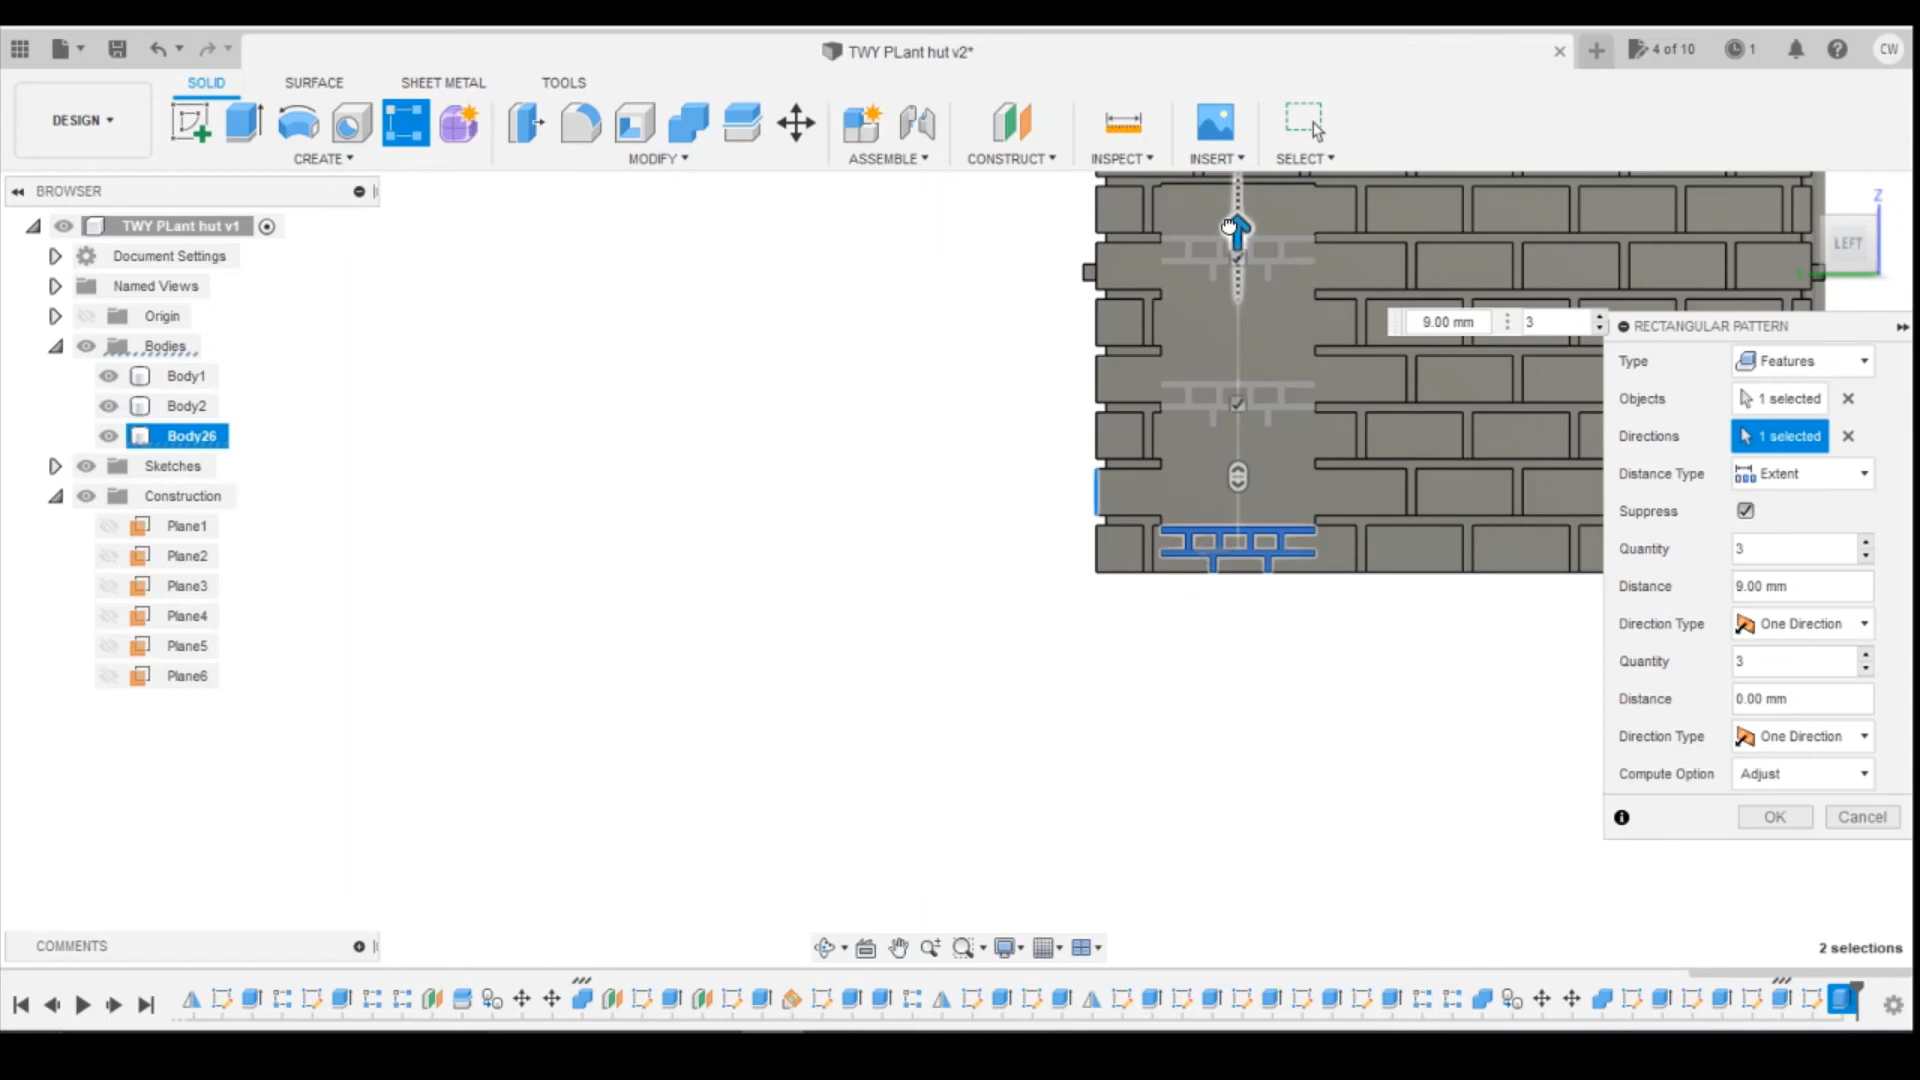 TWY PLant hut v2*
4 of 10
1
CW
DESIGN
SOLID
SURFACE
SHEET METAL
TOOLS
CREATE
MODIFY
ASSEMBLE
CONSTRUCT
INSPECT
INSERT
SELECT
BROWSER
TWY PLant hut v1
Document Settings
Named Views
Origin
Bodies
Body1
Body2
Body26
Sketches
Construction
Plane1
Plane2
Plane3
Plane4
Plane5
Plane6
Z
LEFT
9.00 mm
3
RECTANGULAR PATTERN
Type Features
Objects 1 selected
Directions 1 selected
Distance Type Extent
Suppress
Quantity 3
Distance 9.00 mm
Direction Type One Direction
Quantity 3
Distance 0.00 mm
Direction Type One Direction
Compute Option Adjust
OK Cancel
COMMENTS
2 selections